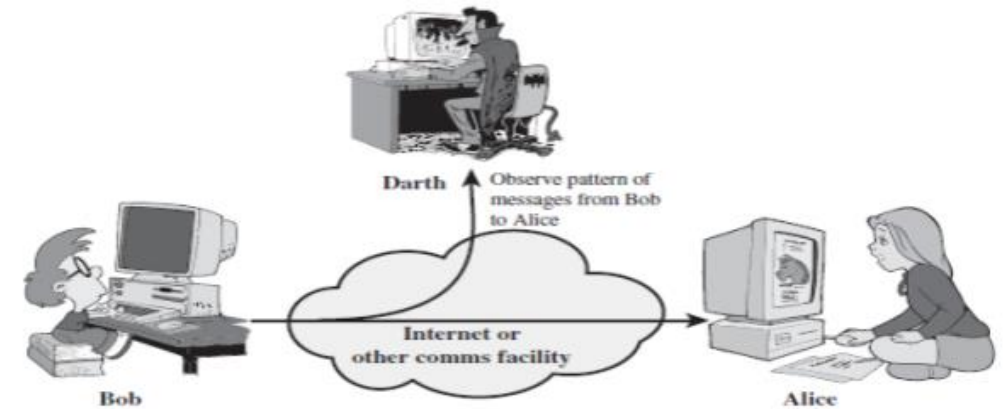 Darth
Observe pattern of
messages from Bob
to Alice
Internet or
other comms facility
Bob
Alice